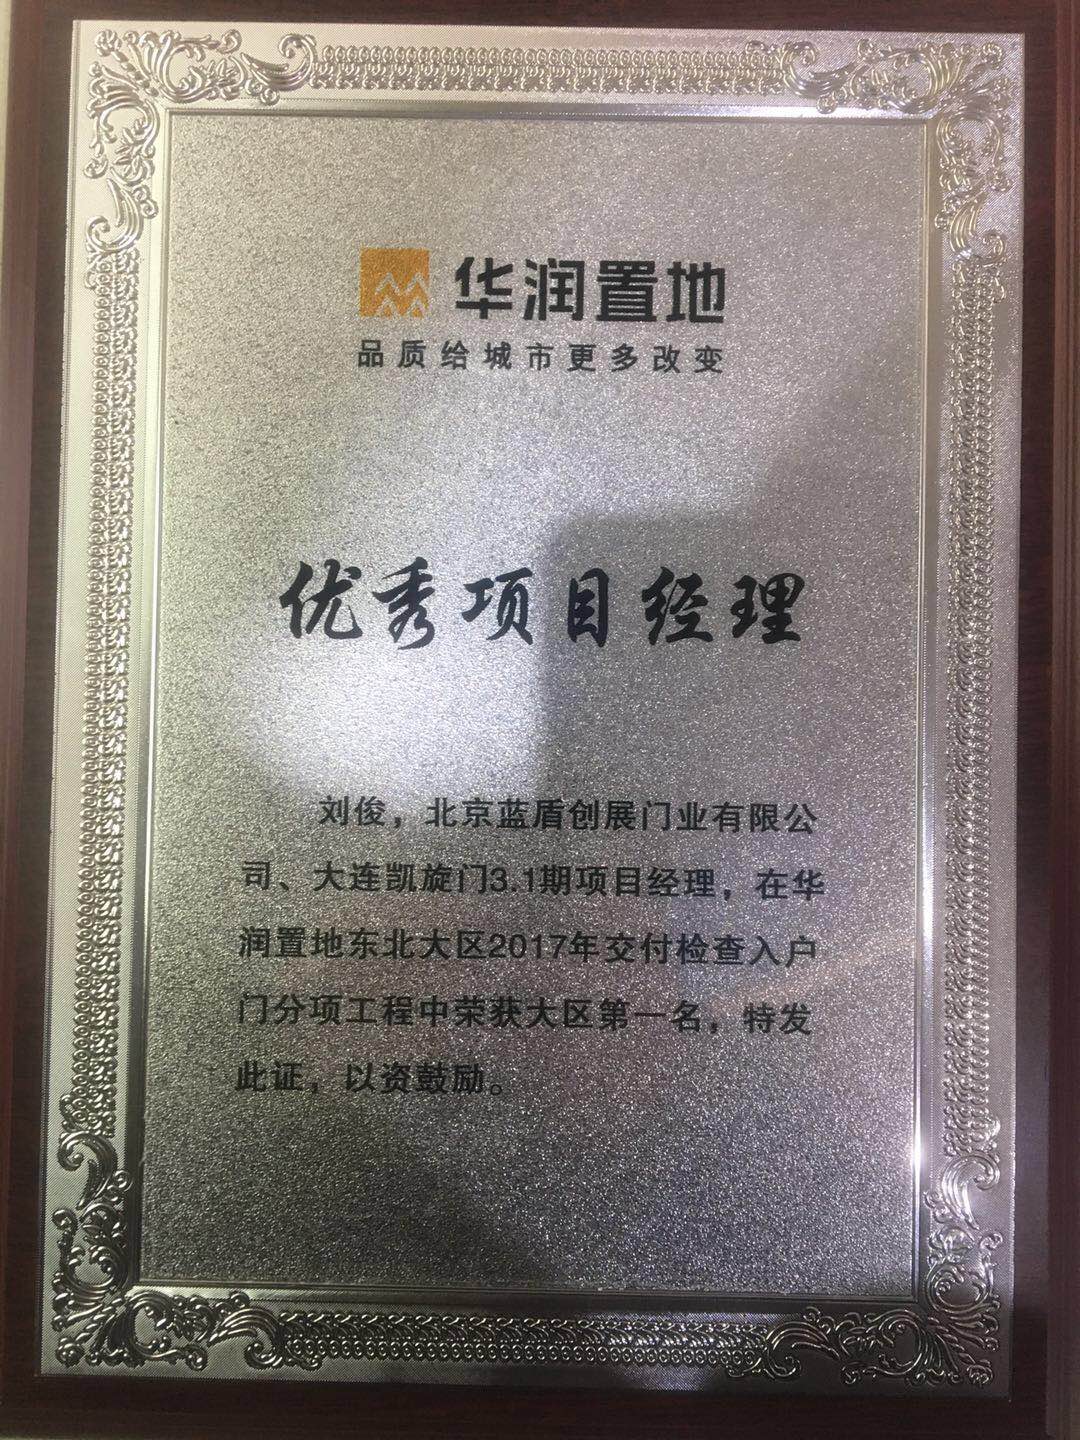 华润置地
品质给城市更多改变
优秀项目经理
刘俊，北京蓝盾创展门业有限公
司、大连凯旋门3.1期项目经理，在华
润置地东北大区2017年交付检查入户
门分项工程中荣获大区第一名，特发
此证，以资鼓励。